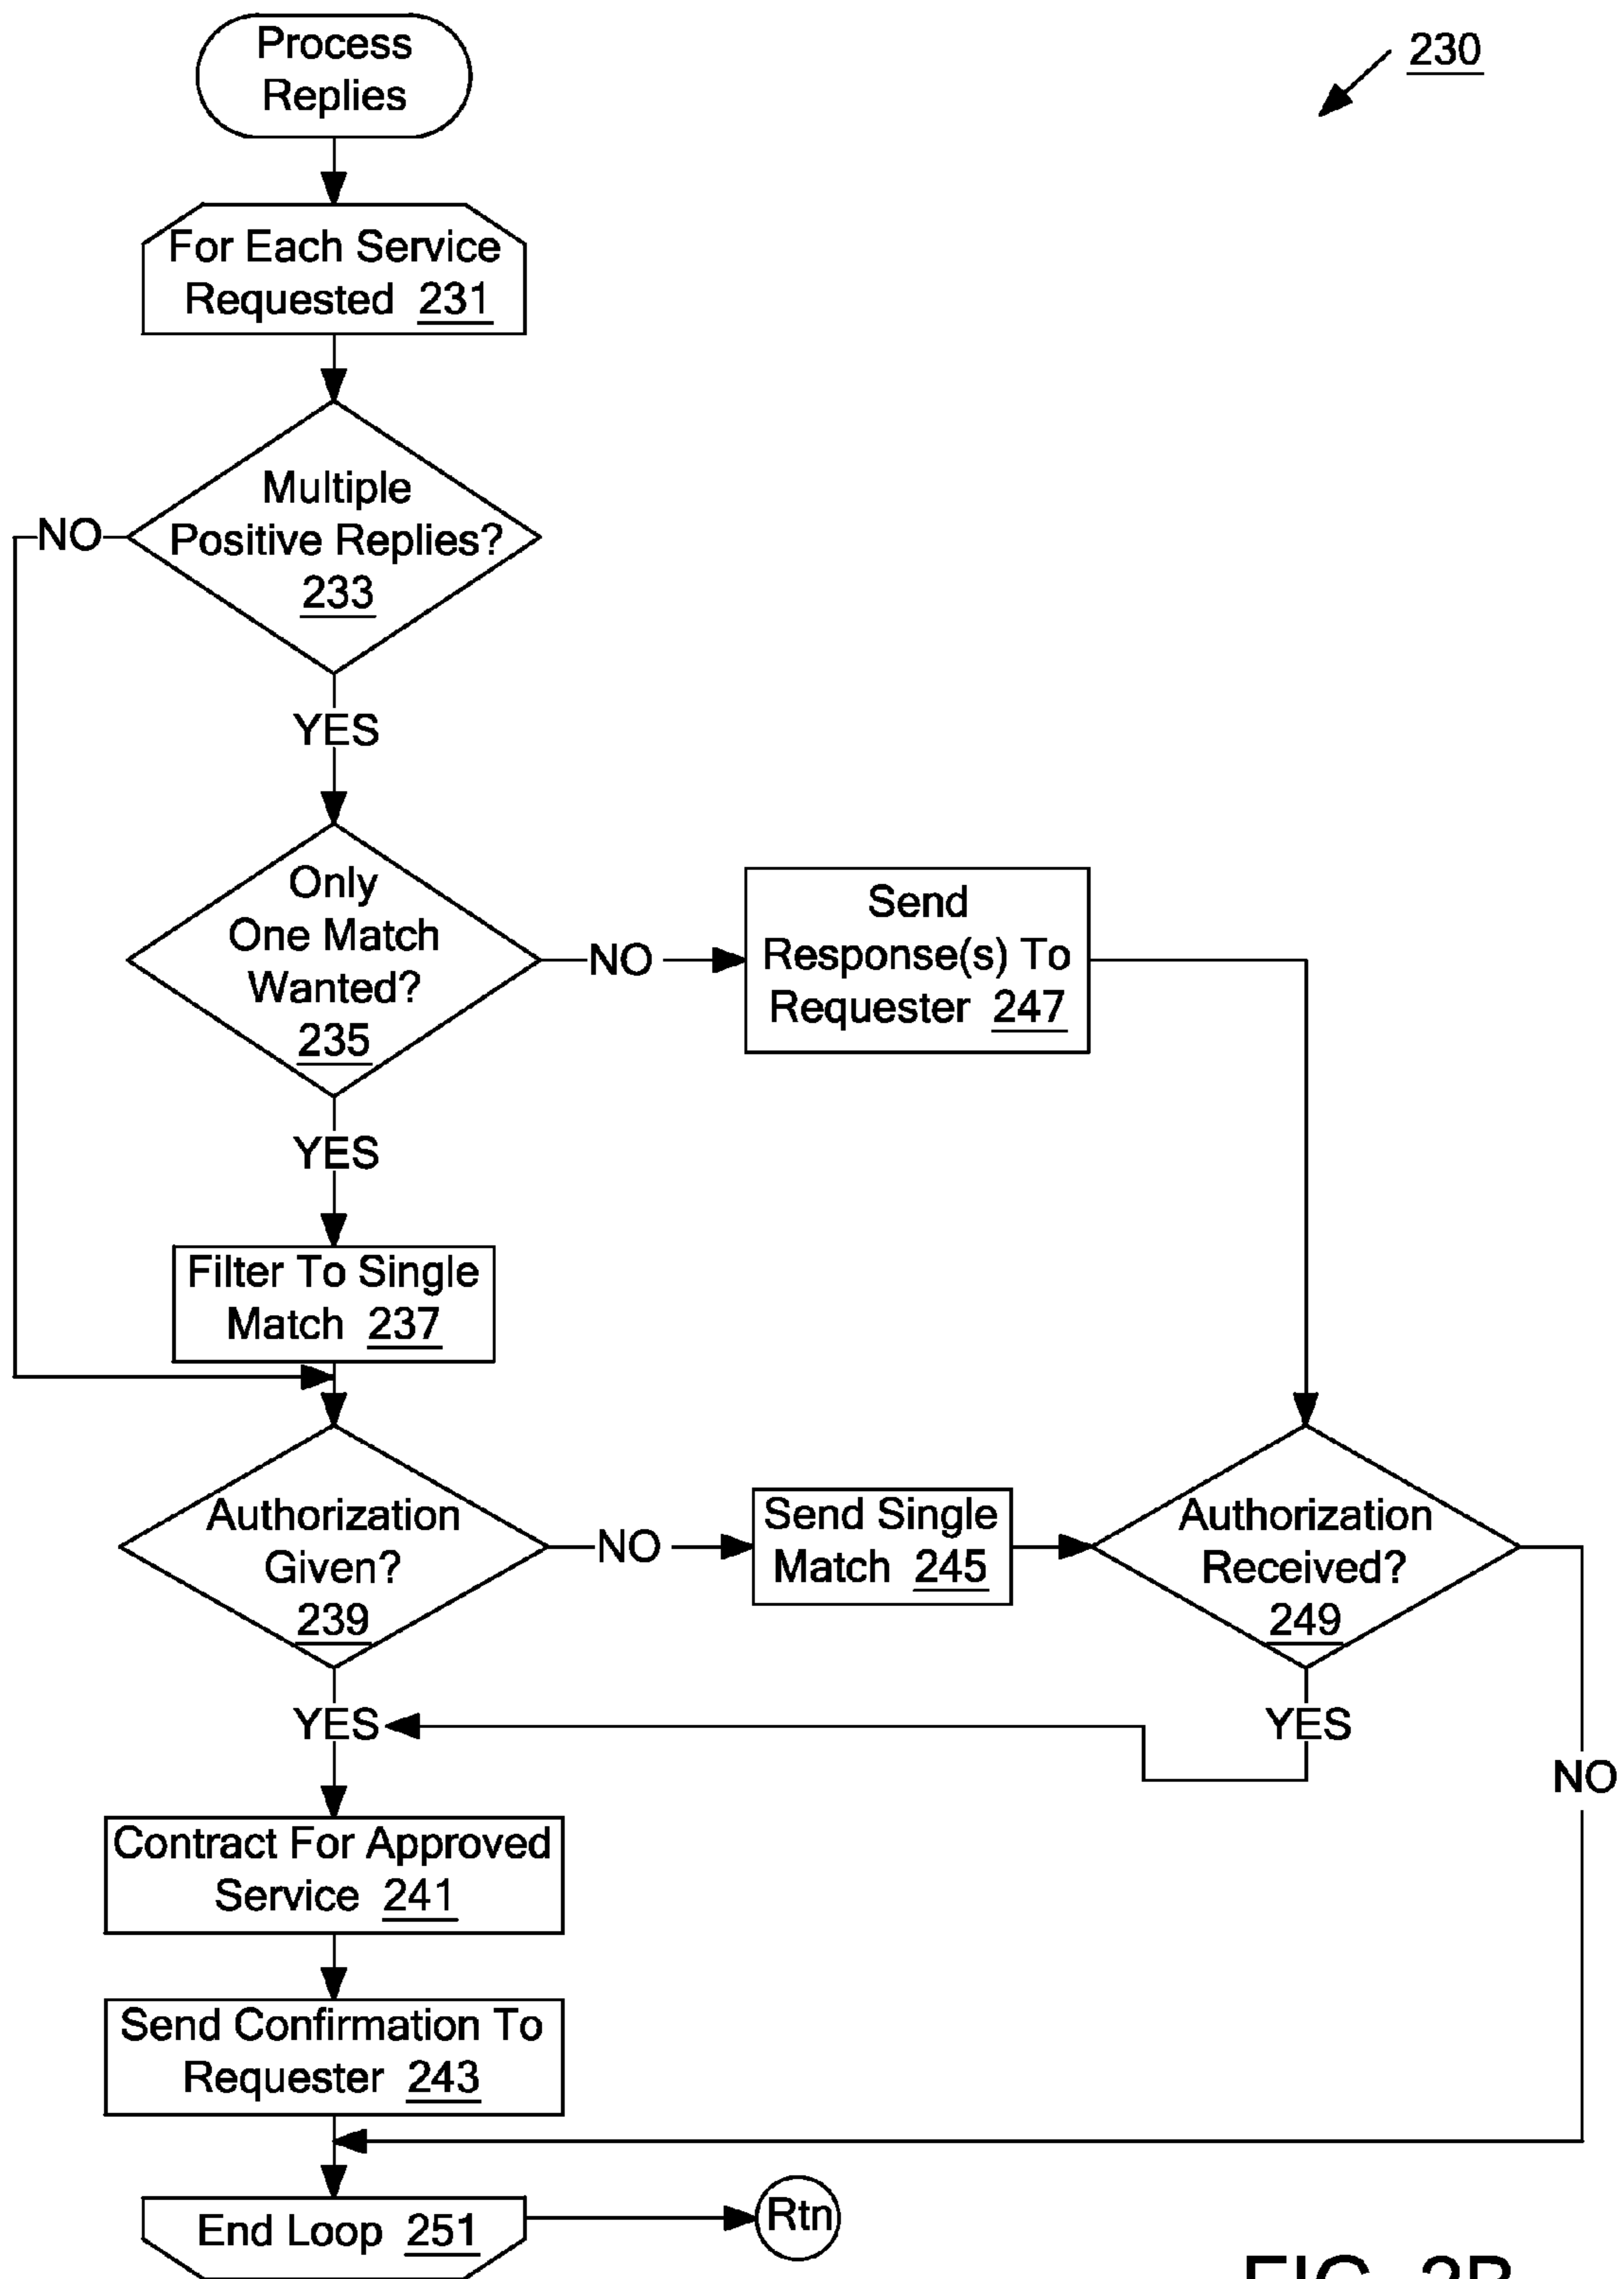 Process
Replies
230
For Each Service
Requested 231
Multiple
Positive Replies?
233
NO
YES
Only
One Match
Wanted?
235
NO
Send
Response(s) To
Requester 247
YES
Filter To Single
Match 237
Authorization
Given?
239
NO
Send Single
Match 245
Authorization
Received?
249
YES
YES
NO
Contract For Approved
Service 241
Send Confirmation To
Requester 243
End Loop 251
Rtn
FIG. 2B